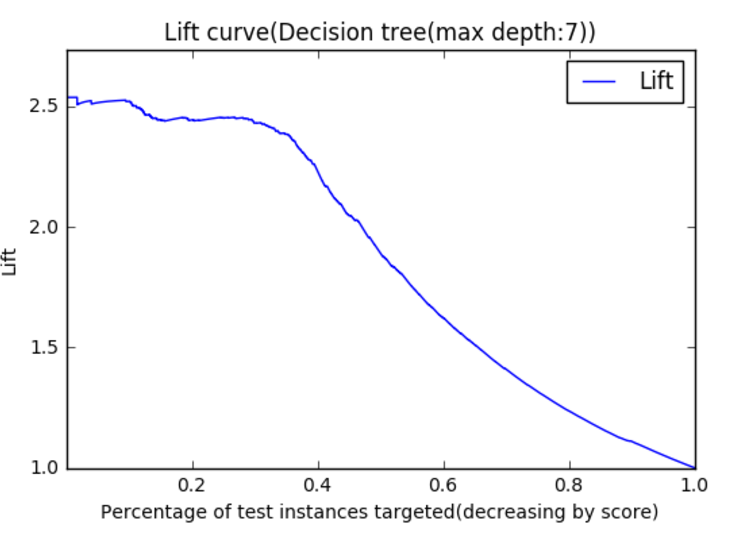 Lift curve(Decision tree(max depth:7))
Lift
2.5
2.0
Lift
1.5
1.0
0.2 0.4 0.6 0.8 1.0
Percentage of test instances targeted(decreasing by score)